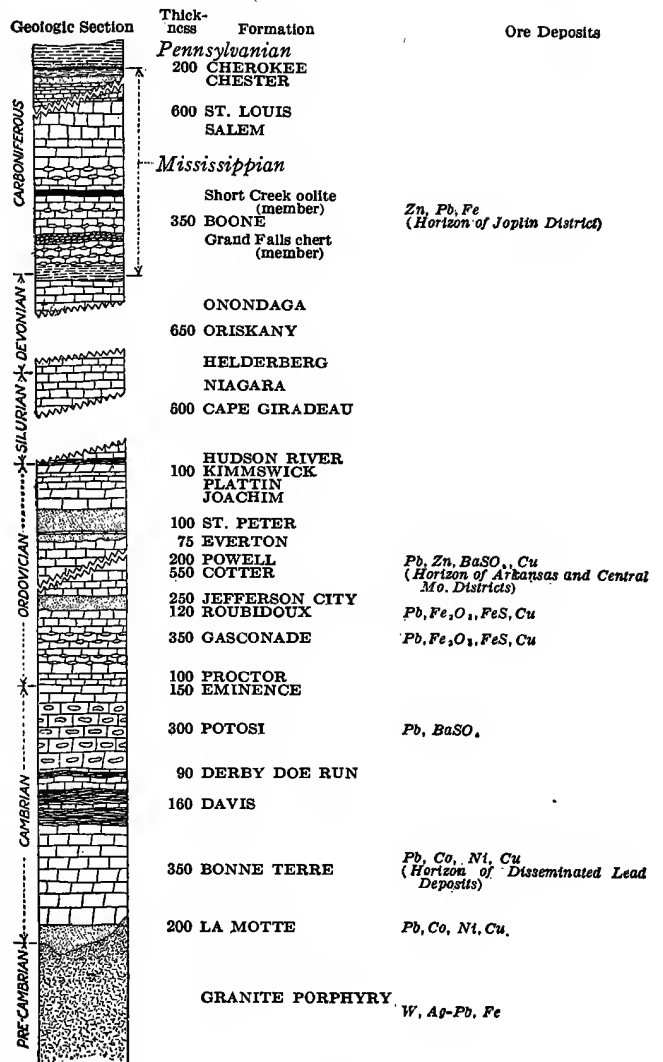 Geologic Section Thick-ness Formation Ore Deposits
Pennsylvanian
200 CHEROKEE
CHESTER
600 ST. LOUIS
SALEM
CARBONIFEROUS
Mississippian
Short Creek oolite
(member) Zn, Pb, Fe
350 BOONE (Horizon of Joplin District)
Grand Falls chert
(member)
DEVONIAN
ONONDAGA
650 ORISKANY
HELDERBERG
SILURIAN
NIAGARA
600 CAPE GIRADEAU
HUDSON RIVER
100 KIMMSWICK
PLATTIN
JOACHIM
ORDOVICIAN
100 ST. PETER
75 EVERTON
200 POWELL Pb, Zn, BaSO₄, Cu
550 COTTER (Horizon of Arkansas and Central
Mo. Districts)
250 JEFFERSON CITY
120 ROUBIDOUX Pb, Fe₂O₃, FeS, Cu
350 GASCONADE Pb, Fe₂O₃, FeS, Cu
100 PROCTOR
150 EMINENCE
CAMBRIAN
300 POTOSI Pb, BaSO₄
90 DERBY DOE RUN
160 DAVIS
Pb, Co, Ni, Cu
350 BONNE TERRE (Horizon of Disseminated Lead
Deposits)
200 LA MOTTE Pb, Co, Ni, Cu.
PRE-CAMBRIAN
GRANITE PORPHYRY W, Ag-Pb, Fe